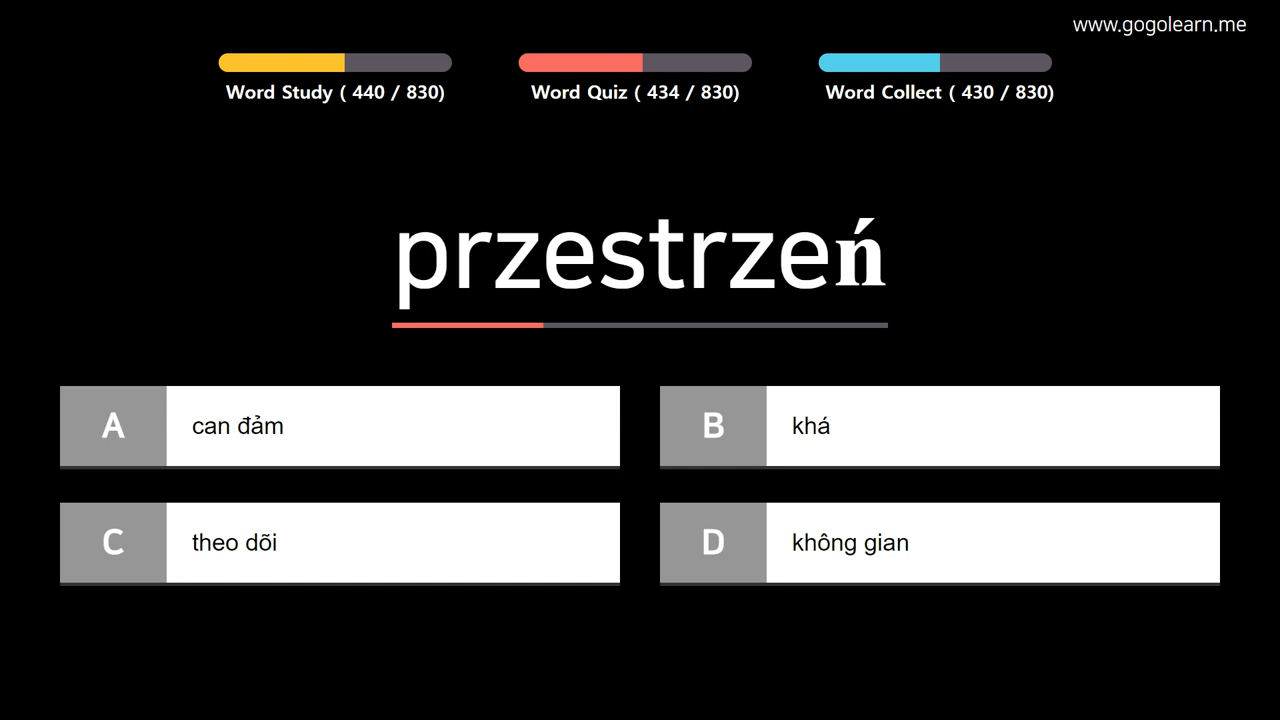 www.gogolearn.me
Word Study ( 440 / 830)
Word Quiz ( 434 / 830)
Word Collect ( 430 / 830)
przestrzeń
A
can đảm
B
khá
C
theo dõi
D
không gian